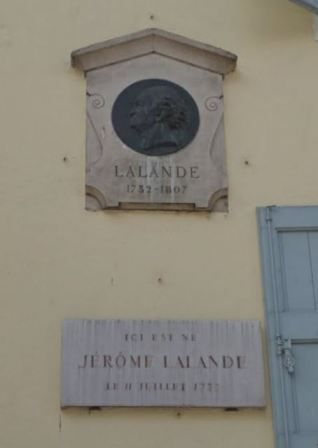 LALANDE
1732-1807
ICI EST NÉ
JÉRÔME LALANDE
LE 11 JUILLET 1732